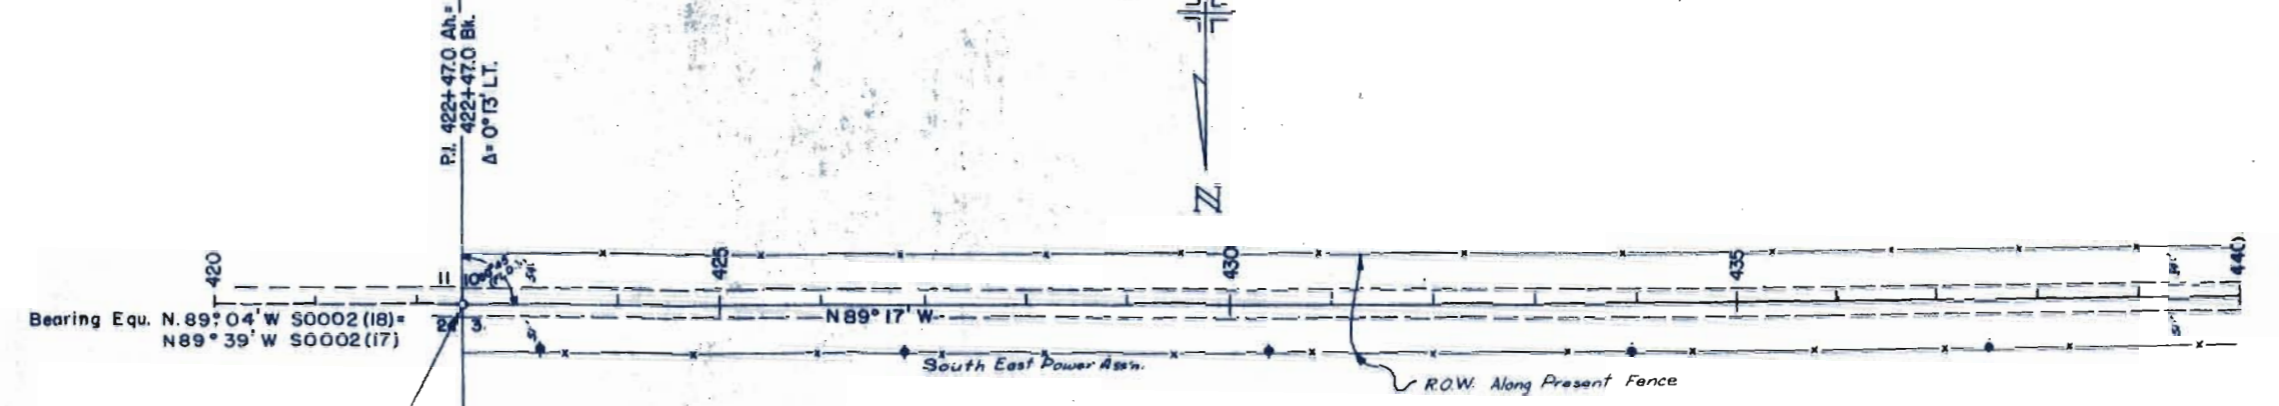 P.I. 422+47.0 Ah.=
422+47.0 Bk.
Δ=0°13' LT.
N
420
425
430
435
440
11
10
2
3
51'
Bearing Equ. N.89°04'W S0002(18)=
N89°39'W S0002(17)
N89°17'W
South East Power Ass'n.
R.O.W. Along Present Fence